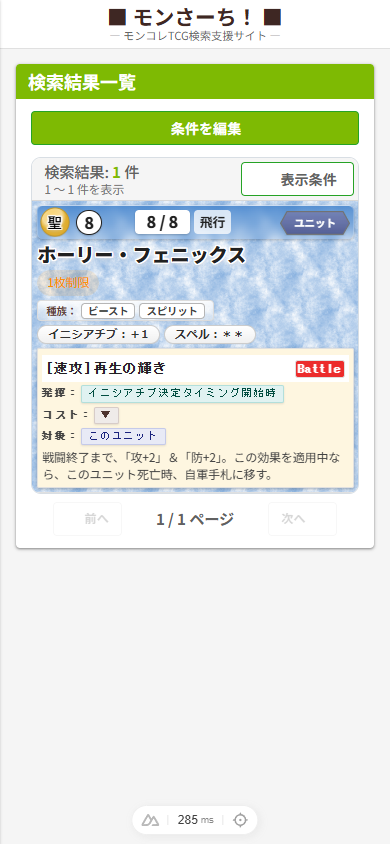 モンさーち！
モンコレTCG検索支援サイト
検索結果一覧
条件を編集
検索結果: 1 件
1 ～ 1 件を表示
表示条件
聖 8 8 / 8 飛行 ユニット
ホーリー・フェニックス
1枚制限
種族： ビースト スピリット
イニシアチブ：+1 スペル：＊＊
[速攻]再生の輝き Battle
発揮： イニシアチブ決定タイミング開始時
コスト： ▼
対象： このユニット
戦闘終了まで、「攻+2」＆「防+2」。この効果を適用中な
ら、このユニット死亡時、自軍手札に移す。
前へ 1 / 1 ページ 次へ
285 ms